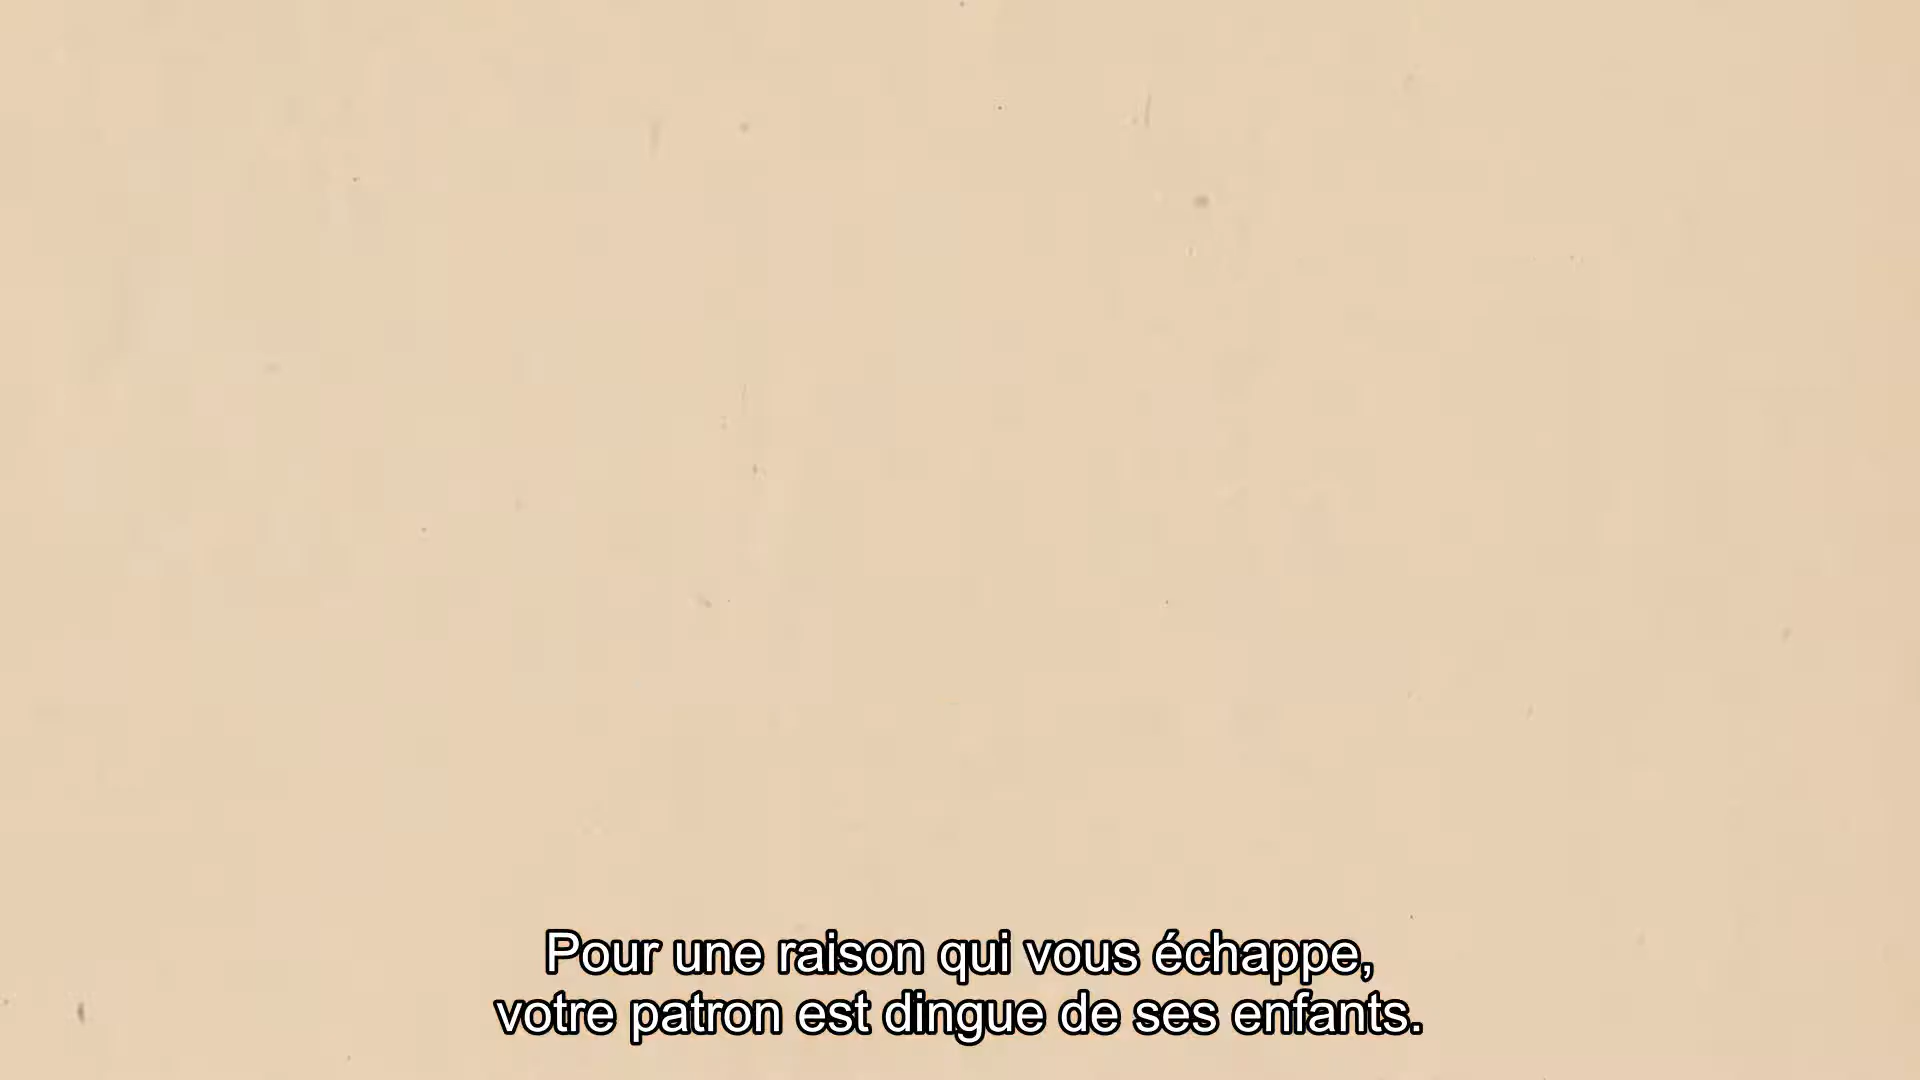 Pour une raison qui vous échappe,
votre patron est dingue de ses enfants.